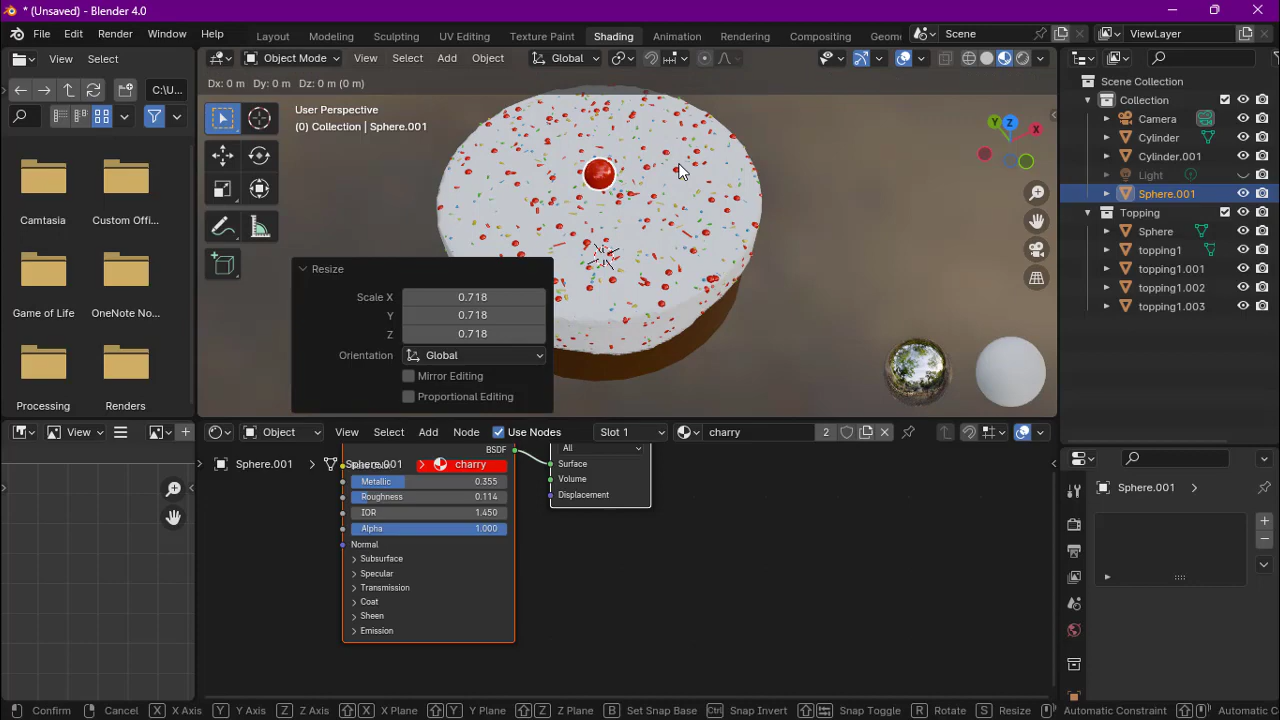 * (Unsaved) - Blender 4.0
File Edit Render Window Help
Layout Modeling Sculpting UV Editing Texture Paint Shading Animation Rendering Compositing Geom
Scene
ViewLayer
View Select
Object Mode View Select Add Object Global
Dx: 0 m Dy: 0 m Dz: 0 m (0 m)
C:\U...
User Perspective
(0) Collection | Sphere.001
Y Z X
Camtasia
Custom Offi...
Game of Life
OneNote No...
Processing
Renders
Resize
Scale X 0.718
Y 0.718
Z 0.718
Orientation Global
Mirror Editing
Proportional Editing
Scene Collection
Collection
Camera
Cylinder
Cylinder.001
Light
Sphere.001
Topping
Sphere
topping1
topping1.001
topping1.002
topping1.003
View
Object View Select Add Node Use Nodes Slot 1 charry 2
Sphere.001 Sphere.001 charry
BSDF
Metallic 0.355
Roughness 0.114
IOR 1.450
Alpha 1.000
Normal
Subsurface
Specular
Transmission
Coat
Sheen
Emission
All
Surface
Volume
Displacement
Sphere.001
Confirm Cancel X X Axis Y Y Axis Z Z Axis X X Plane Y Y Plane Z Z Plane B Set Snap Base Ctrl Snap Invert Snap Toggle R Rotate S Resize Automatic Constraint Automatic Co